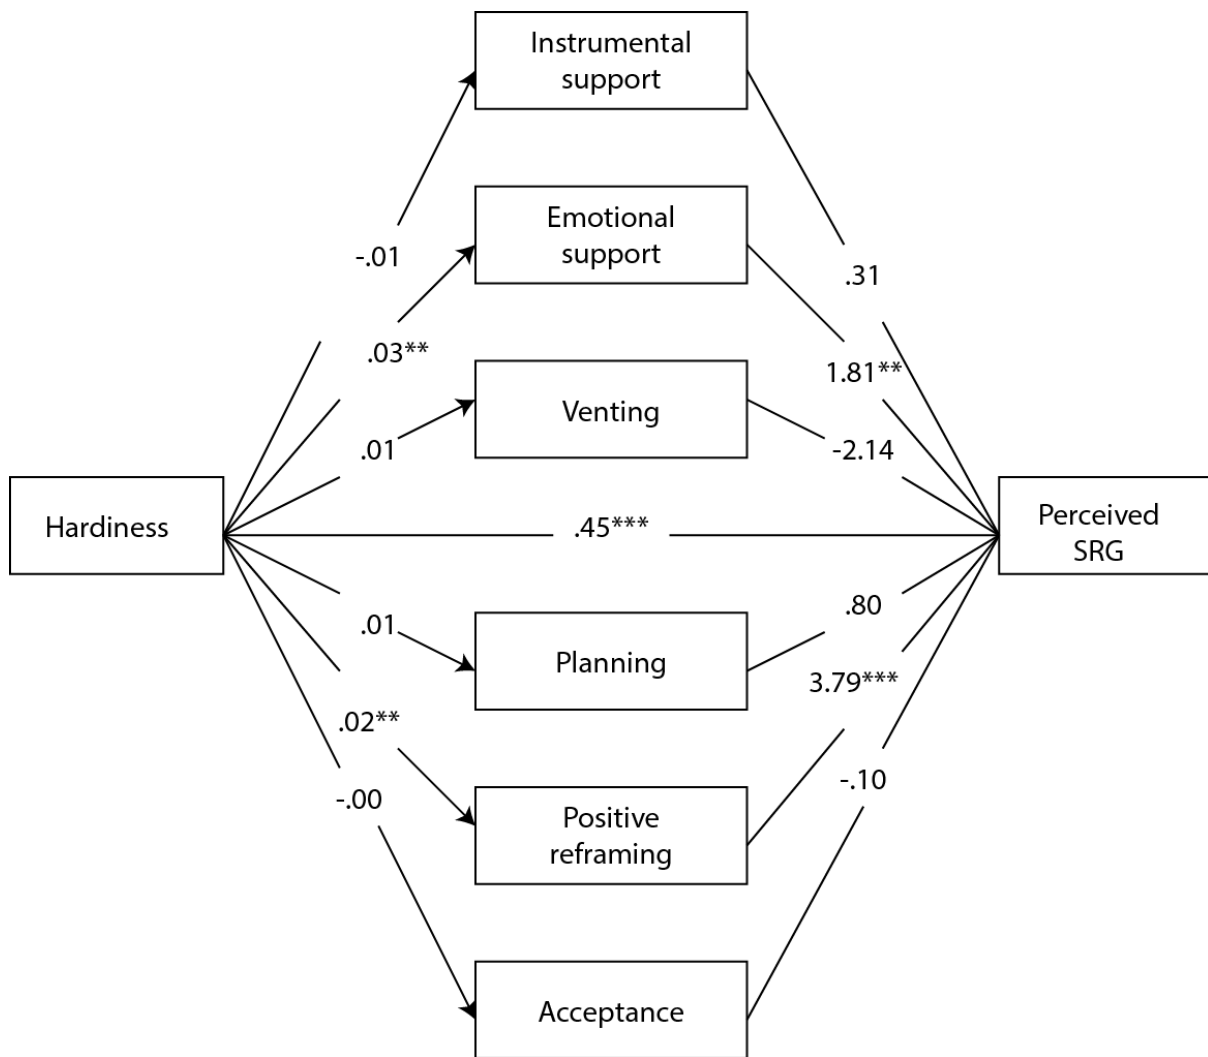 Instrumental
support
Emotional
support
-.01
.31
.03**
1.81**
Venting
.01
-2.14
Hardiness
.45***
Perceived
SRG
.01
.80
Planning
.02**
3.79***
-.00
-.10
Positive
reframing
Acceptance